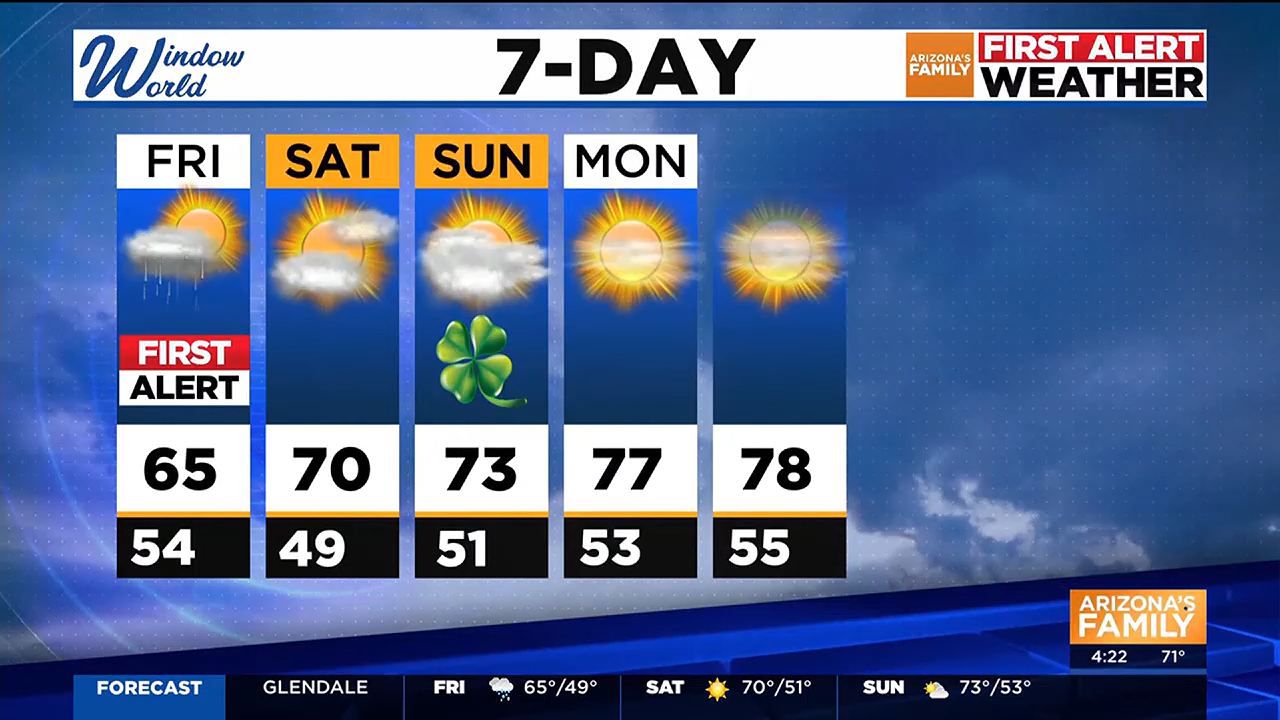 Window World
7-DAY
ARIZONA'S FAMILY
FIRST ALERT
WEATHER
FRI SAT SUN MON
FIRST
ALERT
65 70 73 77 78
54 49 51 53 55
ARIZONA'S
FAMILY
4:22 71°
FORECAST GLENDALE FRI 65°/49° SAT 70°/51° SUN 73°/53°